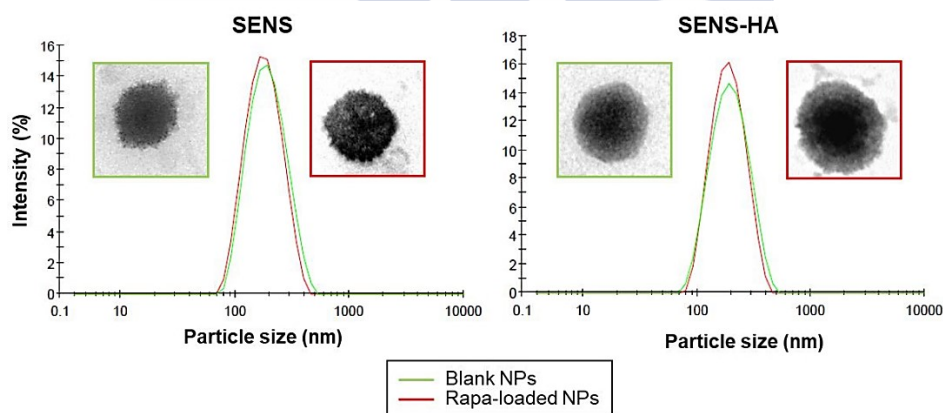 SENS
SENS-HA
Intensity (%)
16
14
12
10
8
6
4
2
0
0.1 10 100 1000 10000
Particle size (nm)
18
16
14
12
10
8
6
4
2
0
0.1 10 100 1000 10000
Particle size (nm)
Blank NPs
Rapa-loaded NPs